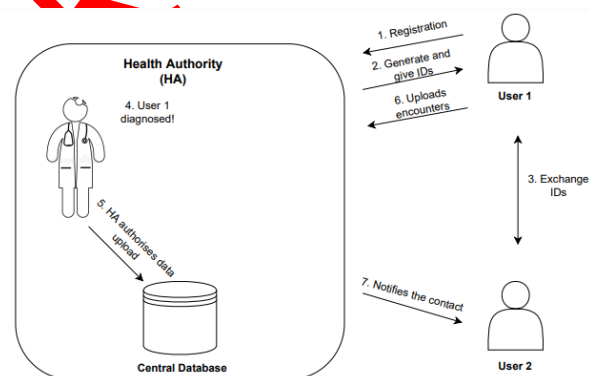 Health Authority
(HA)
4. User 1
diagnosed!
5. HA authorises data
upload
Central Database
1. Registration
2. Generate and
give IDs
6. Uploads
encounters
User 1
3. Exchange
IDs
7. Notifies the contact
User 2